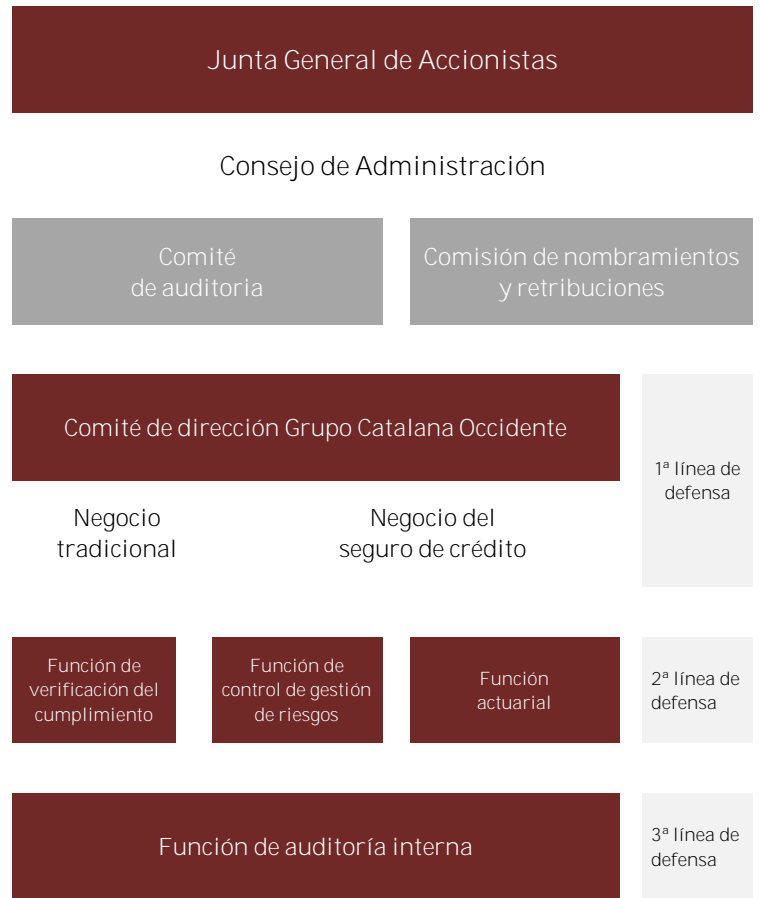 Junta General de Accionistas
Consejo de Administración
Comité
de auditoria
Comisión de nombramientos
y retribuciones
Comité de dirección Grupo Catalana Occidente
1ª línea de
defensa
Negocio
tradicional
Negocio del
seguro de crédito
Función de
verificación del
cumplimiento
Función de
control de gestión
de riesgos
Función
actuarial
2ª línea de
defensa
Función de auditoría interna
3ª línea de
defensa